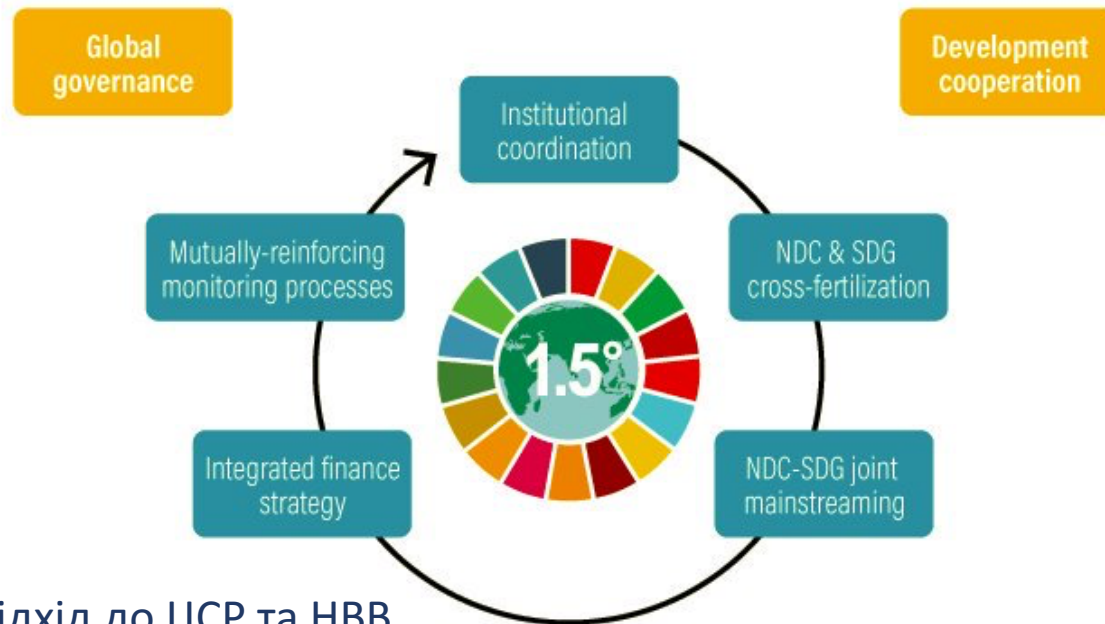 Global
governance
Development
cooperation
Institutional
coordination
Mutually-reinforcing
monitoring processes
NDC & SDG
cross-fertilization
1.5°
Integrated finance
strategy
NDC-SDG joint
mainstreaming
до ЦСР та НВВ